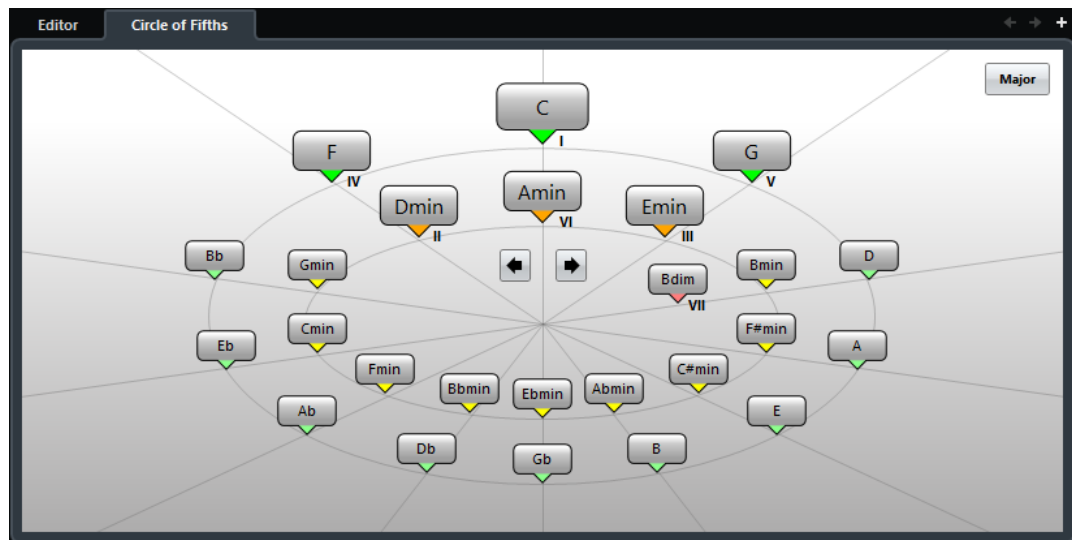 Editor
Circle of Fifths
Major
C
I
F
IV
G
V
Dmin
II
Amin
VI
Emin
III
Bb
Gmin
Bdim
VII
Bmin
D
Eb
Cmin
F#min
A
Fmin
C#min
Bbmin
Ebmin
Abmin
Ab
E
Db
Gb
B